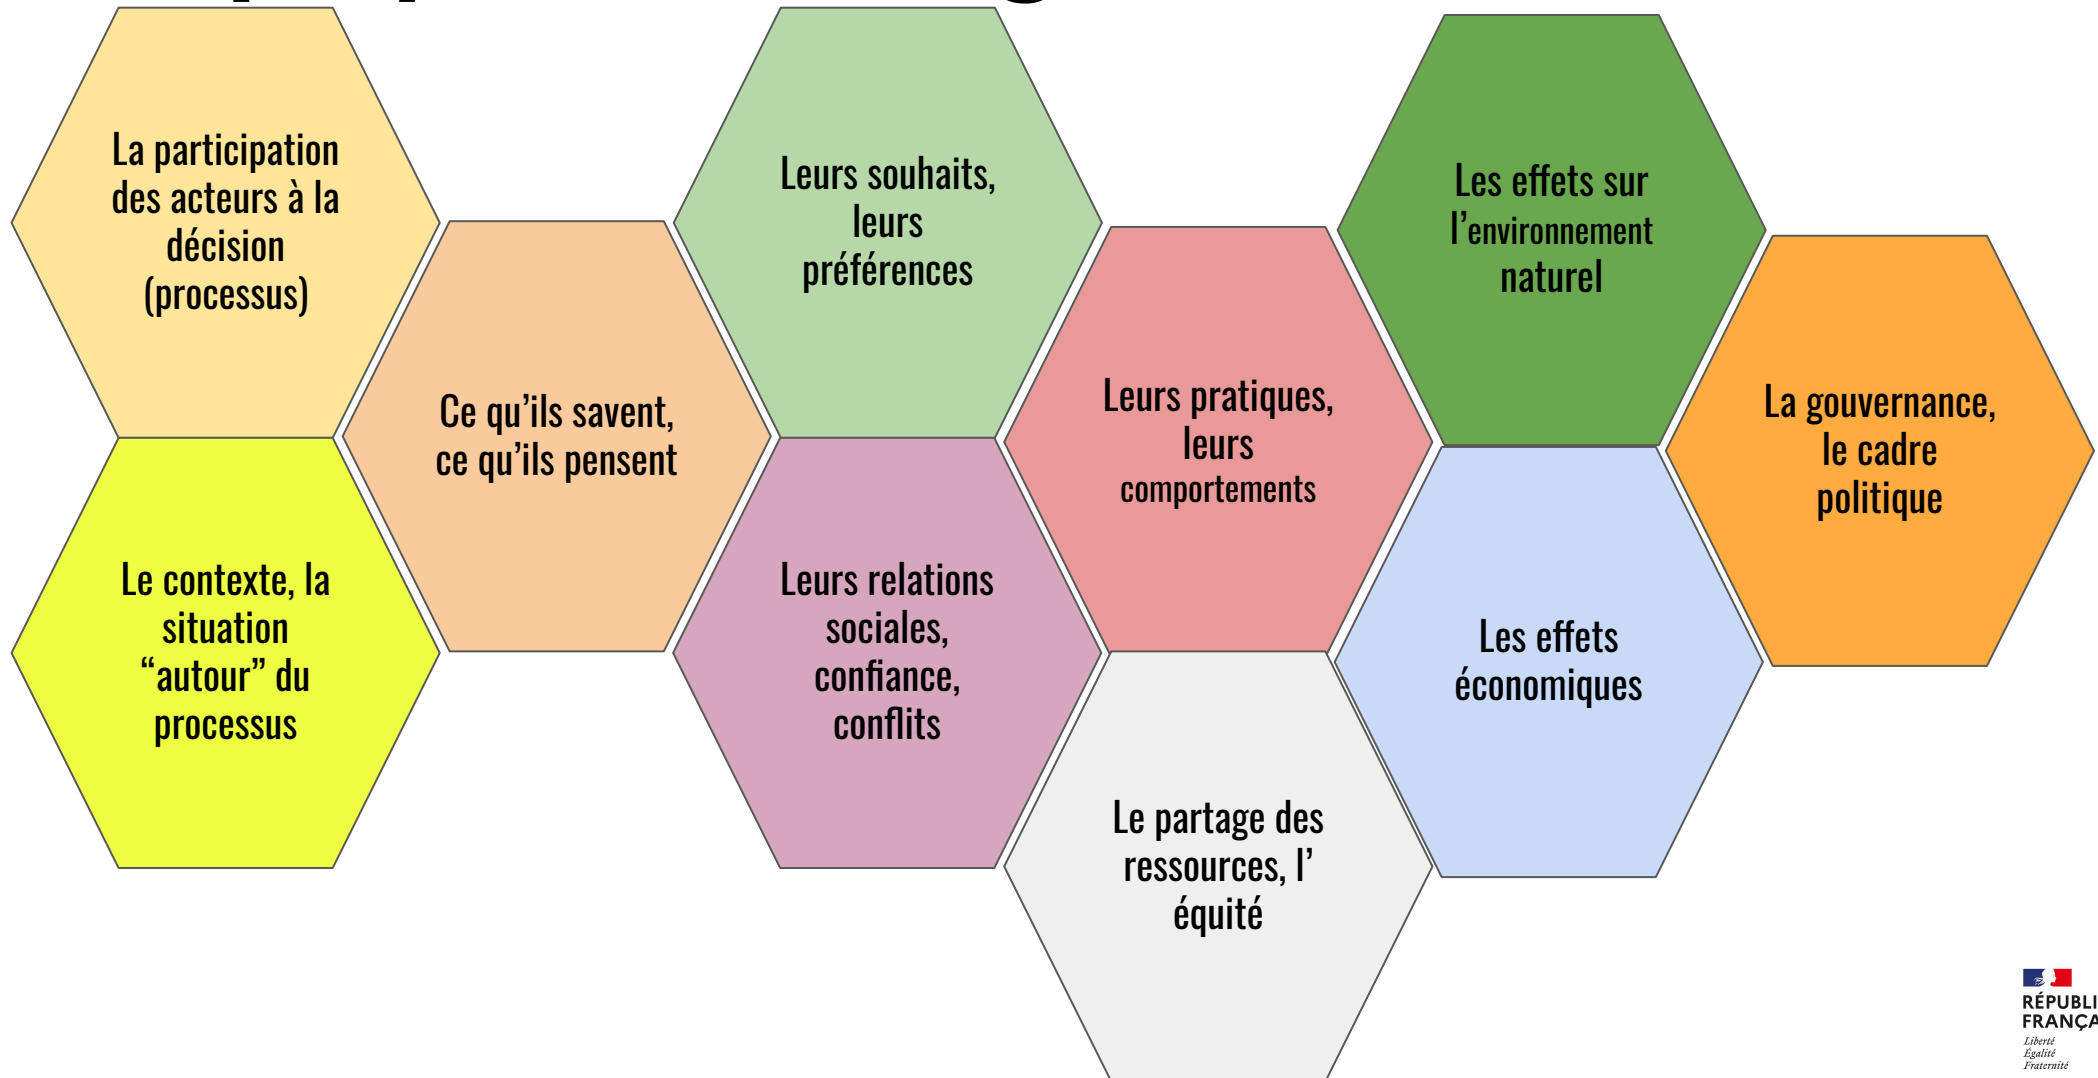 La participation
des acteurs à la
décision
(processus)
Ce qu’ils savent,
ce qu’ils pensent
Le contexte, la
situation
“autour” du
processus
Leurs souhaits,
leurs
préférences
Leurs relations
sociales,
confiance,
conflits
Leurs pratiques,
leurs
comportements
Le partage des
ressources, l’
équité
Les effets sur
l’environnement
naturel
Les effets
économiques
La gouvernance,
le cadre
politique
RÉPUBLI
FRANÇA
Liberté
Égalité
Fraternité